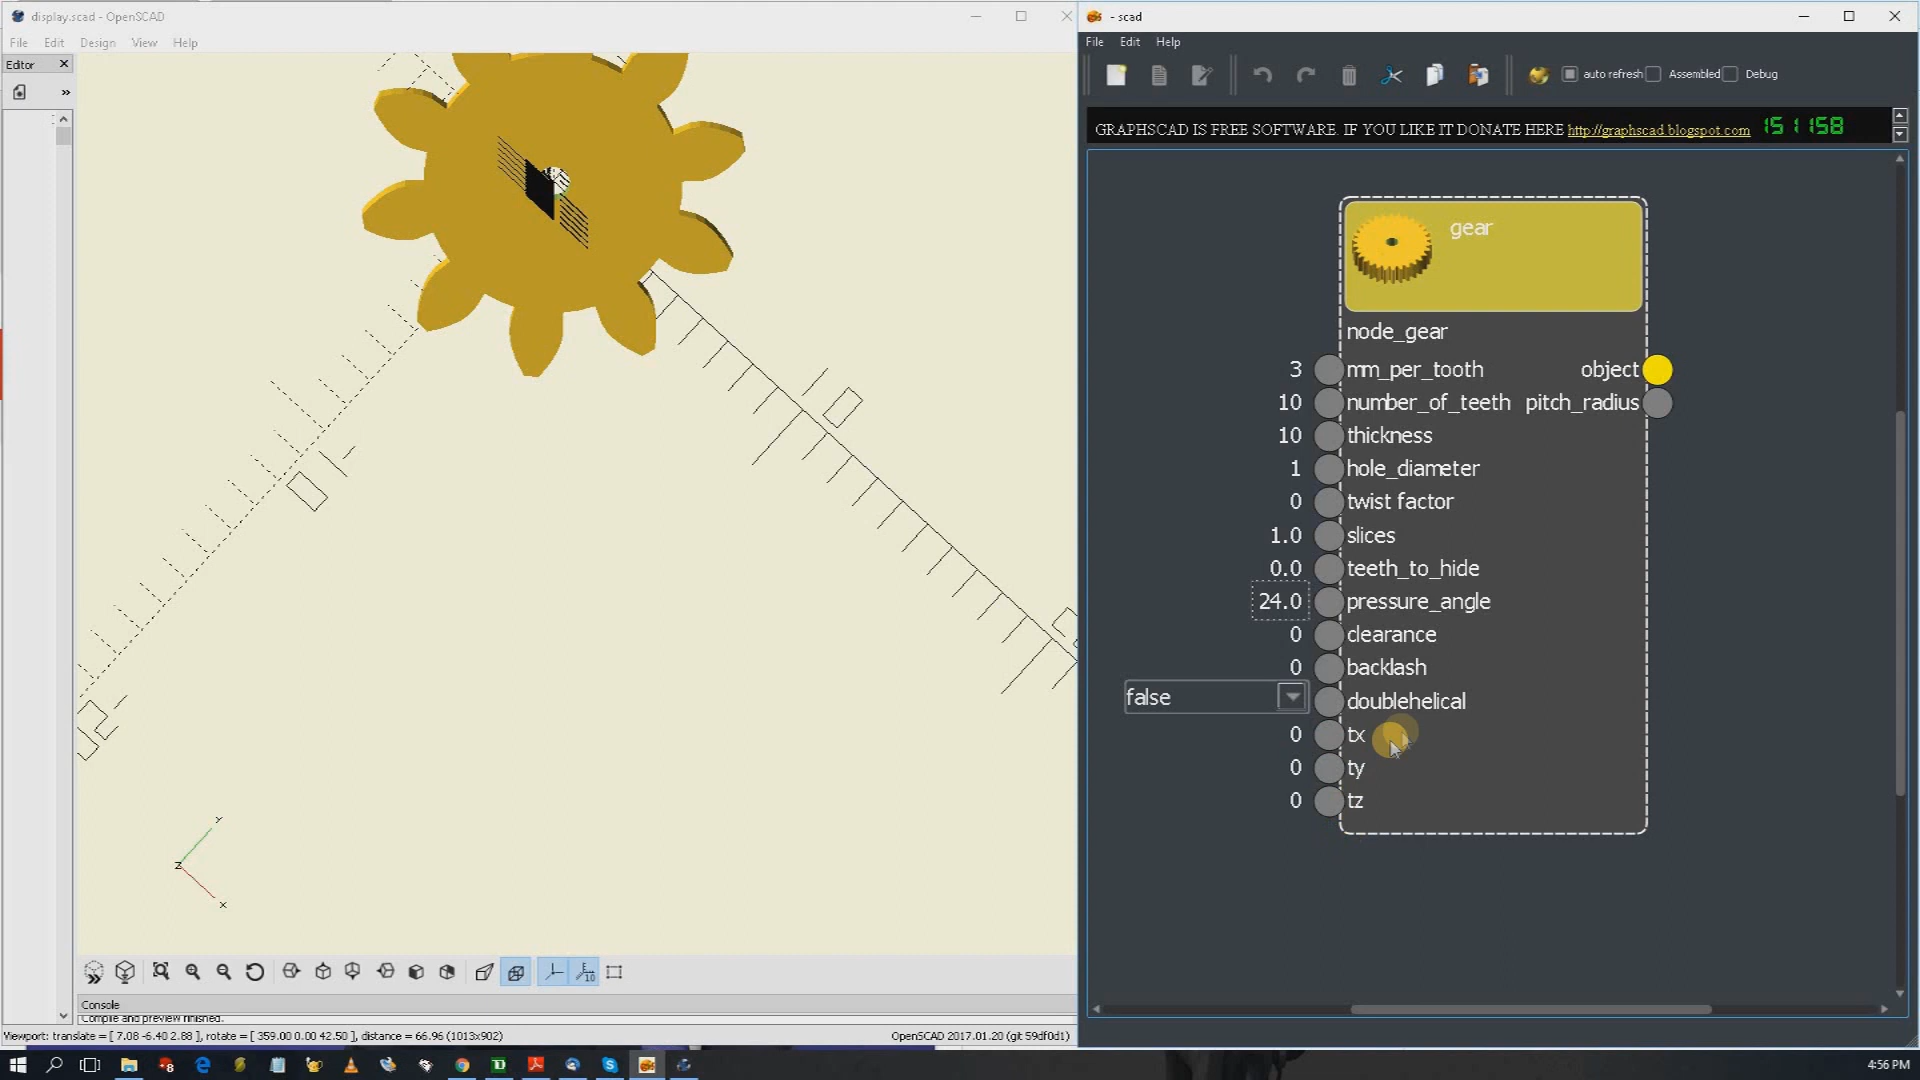 display.scad - OpenSCAD
File Edit Design View Help
Editor
Console
Compile and preview finished.
Viewport: translate = [ 7.08 -6.40 2.88 ], rotate = [ 359.00 0.00 42.50 ], distance = 66.96 (1013x902)
OpenSCAD 2017.01.20 (git 59df0d1)
Y
Z
X
10
- scad
File Edit Help
auto refresh Assembled Debug
GRAPHSCAD IS FREE SOFTWARE. IF YOU LIKE IT DONATE HERE http://graphscad.blogspot.com 151158
gear
node_gear
3 mm_per_tooth object
10 number_of_teeth pitch_radius
10 thickness
1 hole_diameter
0 twist factor
1.0 slices
0.0 teeth_to_hide
24.0 pressure_angle
0 clearance
0 backlash
false doublehelical
0 tx
0 ty
0 tz
4:56 PM